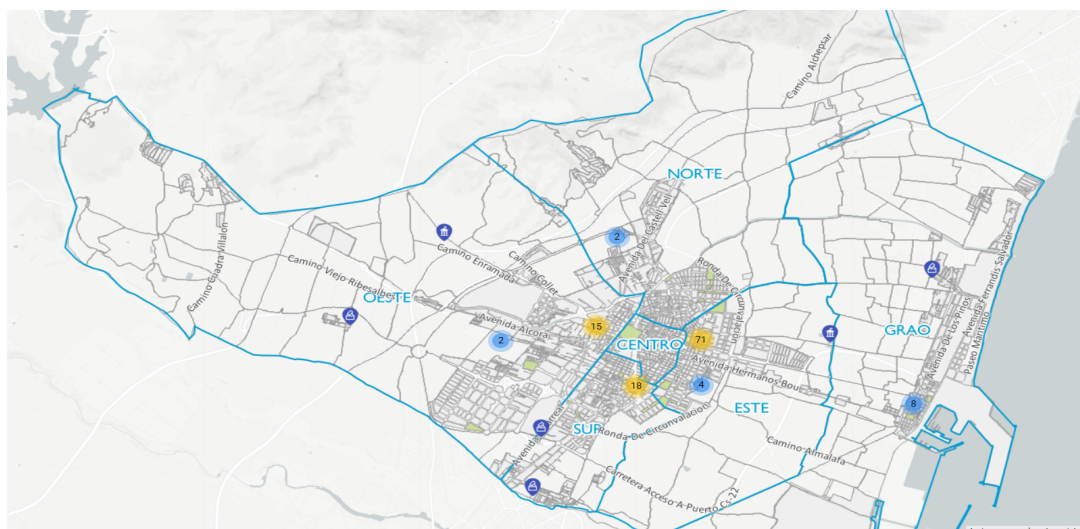 Camino Alchepsar
NORTE
Avenida Del Castell Vell
2
Camino Cuadra Villalon
Camino Enramada
Camino Collet
Camino Viejo-Ribesalbes
OESTE
Ronda De Circunvalacion
Avenida Ferrandis Salvador
Avenida De Los Pinos
Paseo Maritimo
GRAO
Avenida Alcora
15
2
CENTRO
71
Avenida Hermanos Bou
18
4
ESTE
8
SUR
Ronda De Circunvalacion
Camino Almalafa
Carretera Acceso A Puerto Cs-22